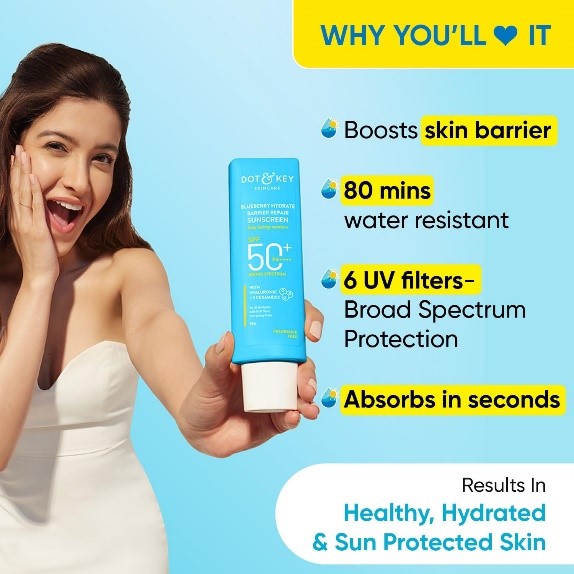 WHY YOU'LL IT
Boosts skin barrier
80 mins
water resistant
6 UV filters-
Broad Spectrum
Protection
Absorbs in seconds
DOT & KEY
SKINCARE
BLUEBERRY HYDRATE
BARRIER REPAIR
SUNSCREEN
SPF
50+
PA++++
BROAD SPECTRUM
WITH
HYALURONIC
FRAGRANCE
FREE
Results In
Healthy, Hydrated
& Sun Protected Skin